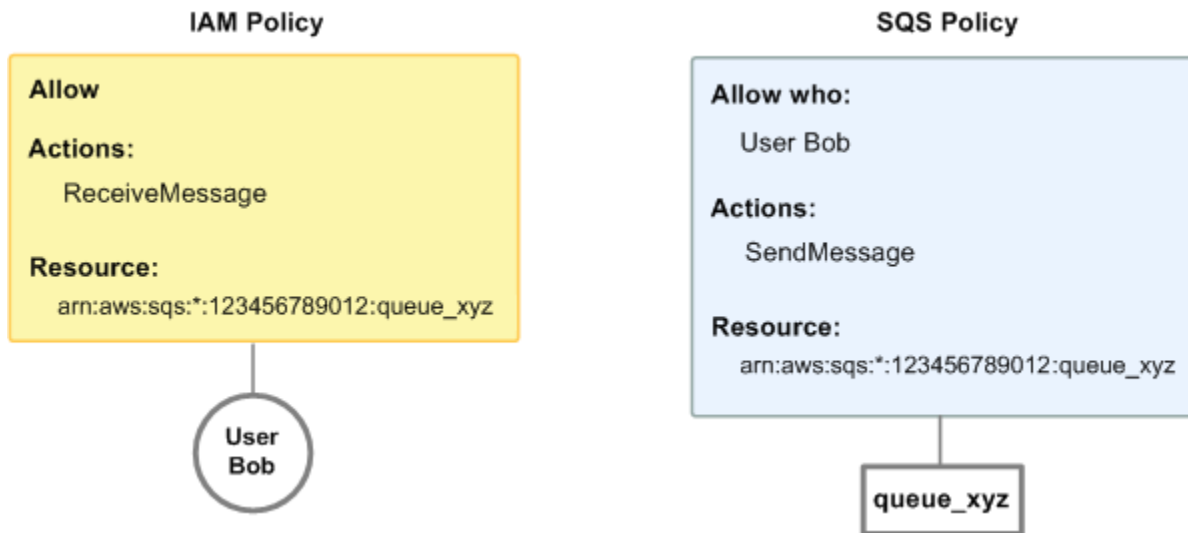 IAM Policy
Allow
Actions:
ReceiveMessage
Resource:
arn:aws:sqs:*:123456789012:queue_xyz
User
Bob
SQS Policy
Allow who:
User Bob
Actions:
SendMessage
Resource:
arn:aws:sqs:*:123456789012:queue_xyz
queue_xyz